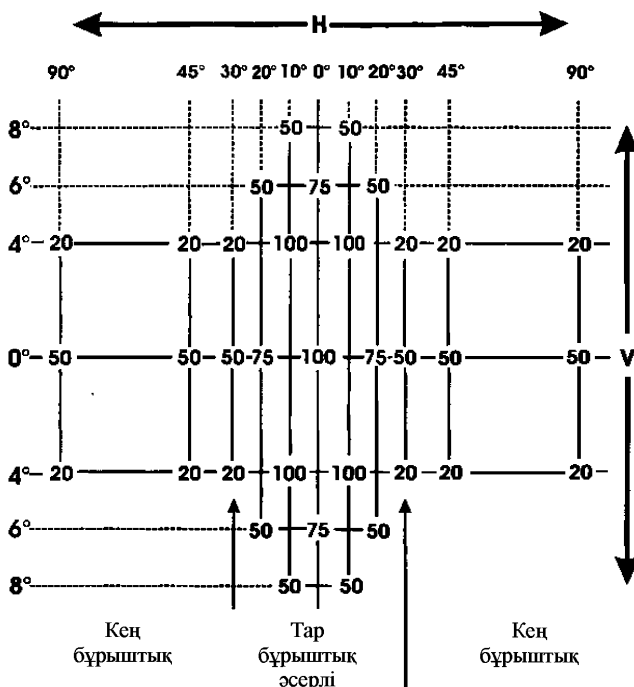 H
90° 45° 30° 20° 10° 0° 10° 20° 30° 45° 90°
8° 50 50
6° 50 75 50
4° 20 20 20 100 100 20 20 20
0° 50 50 50 75 100 75 50 50 50 V
4° 20 20 20 100 100 20 20 20
6° 50 75 50
8° 50 50
Кең Тар Кең
бұрыштық бұрыштық бұрыштық
әсерлі